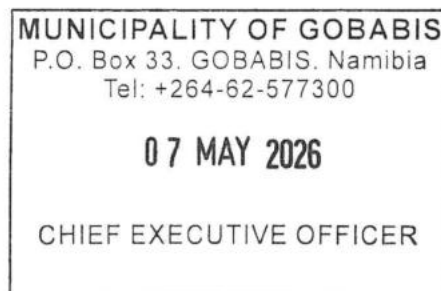 MUNICIPALITY OF GOBABIS
P.O. Box 33. GOBABIS. Namibia
Tel: +264-62-577300
07 MAY 2026
CHIEF EXECUTIVE OFFICER